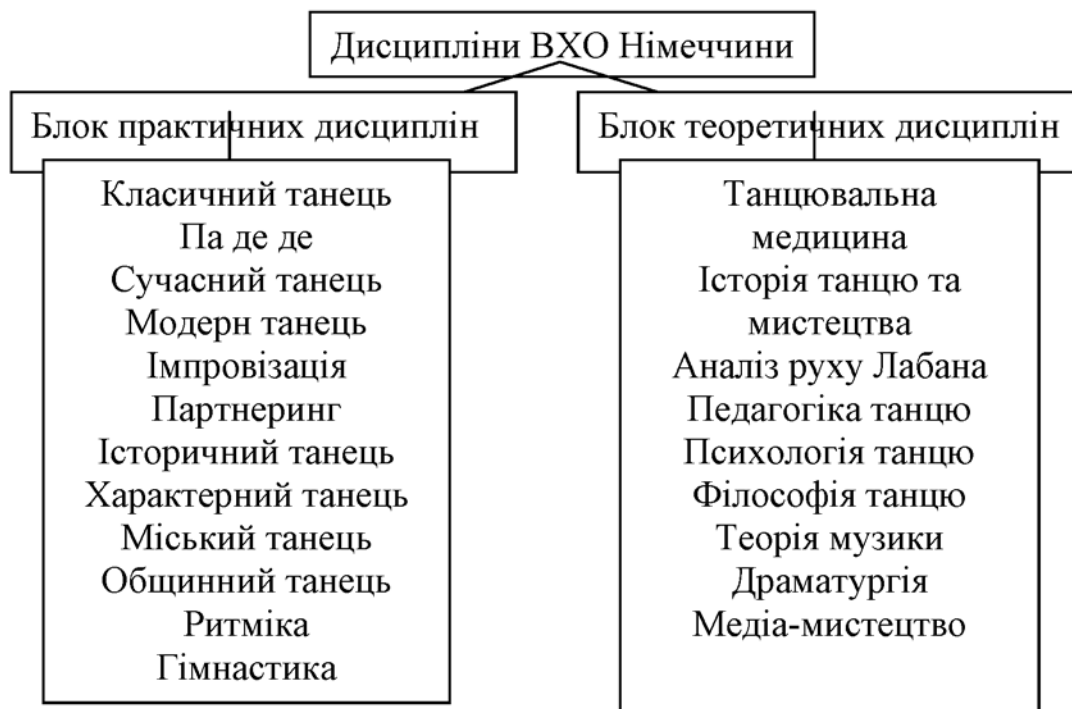 Дисципліни ВХО Німеччини
Блок практичних дисциплін
Класичний танець
Па де де
Сучасний танець
Модерн танець
Імпровізація
Партнеринг
Історичний танець
Характерний танець
Міський танець
Общинний танець
Ритміка
Гімнастика
Блок теоретичних дисциплін
Танцювальна
медицина
Історія танцю та
мистецтва
Аналіз руху Лабана
Педагогіка танцю
Психологія танцю
Філософія танцю
Теорія музики
Драматургія
Медіа-мистецтво